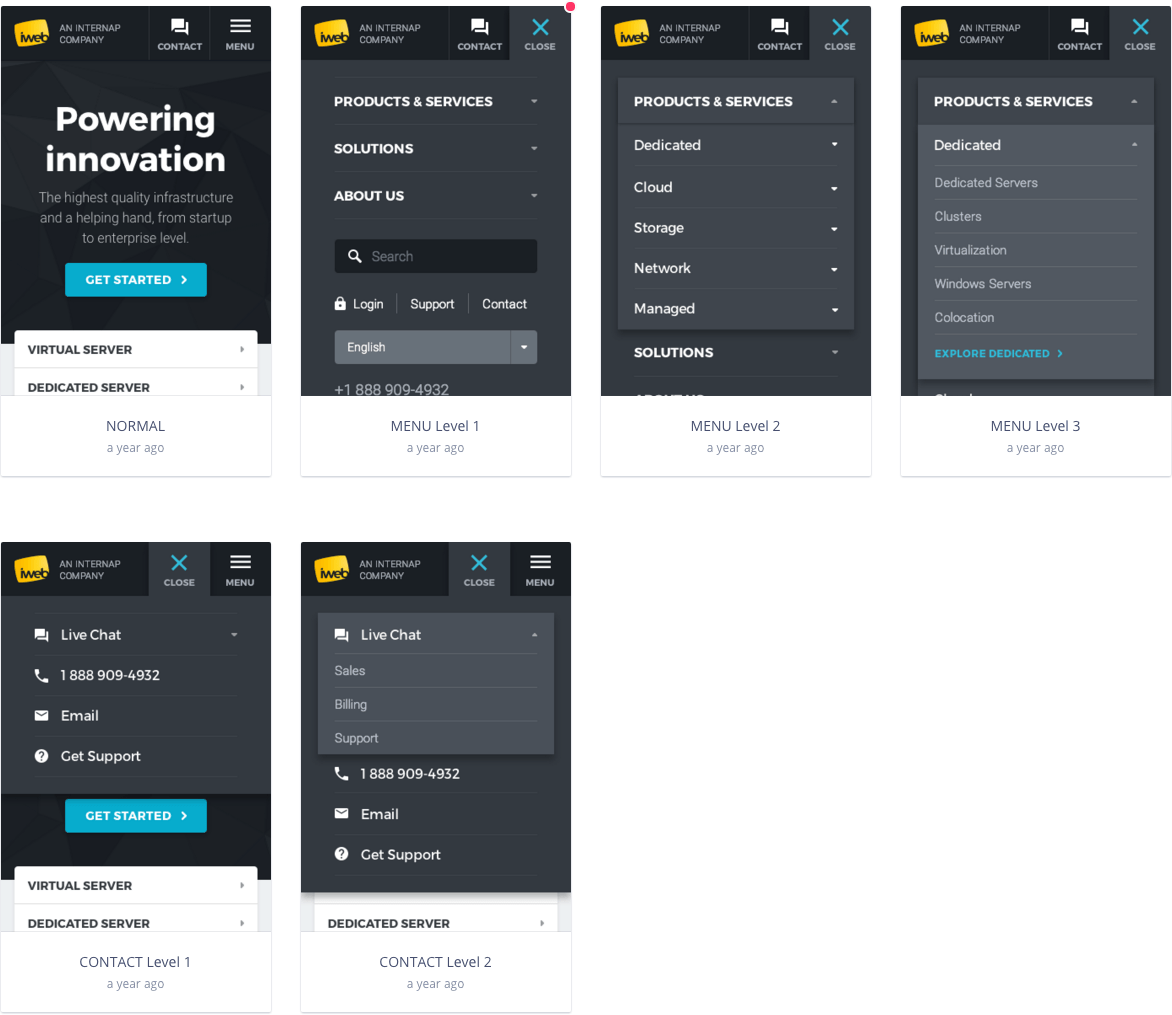 iweb
AN INTERNAP
COMPANY
CONTACT
MENU
Powering
innovation
The highest quality infrastructure
and a helping hand, from startup
to enterprise level.
GET STARTED
VIRTUAL SERVER
DEDICATED SERVER
NORMAL
a year ago
iweb
AN INTERNAP
COMPANY
CONTACT
CLOSE
PRODUCTS & SERVICES
SOLUTIONS
ABOUT US
Search
Login
Support
Contact
English
+1 888 909-4932
MENU Level 1
a year ago
iweb
AN INTERNAP
COMPANY
CONTACT
CLOSE
PRODUCTS & SERVICES
Dedicated
Cloud
Storage
Network
Managed
SOLUTIONS
ABOUT US
MENU Level 2
a year ago
iweb
AN INTERNAP
COMPANY
CONTACT
CLOSE
PRODUCTS & SERVICES
Dedicated
Dedicated Servers
Clusters
Virtualization
Windows Servers
Colocation
EXPLORE DEDICATED
Cloud
MENU Level 3
a year ago
iweb
AN INTERNAP
COMPANY
CLOSE
MENU
Live Chat
1 888 909-4932
Email
Get Support
GET STARTED
VIRTUAL SERVER
DEDICATED SERVER
CONTACT Level 1
a year ago
iweb
AN INTERNAP
COMPANY
CLOSE
MENU
Live Chat
Sales
Billing
Support
1 888 909-4932
Email
Get Support
DEDICATED SERVER
CONTACT Level 2
a year ago